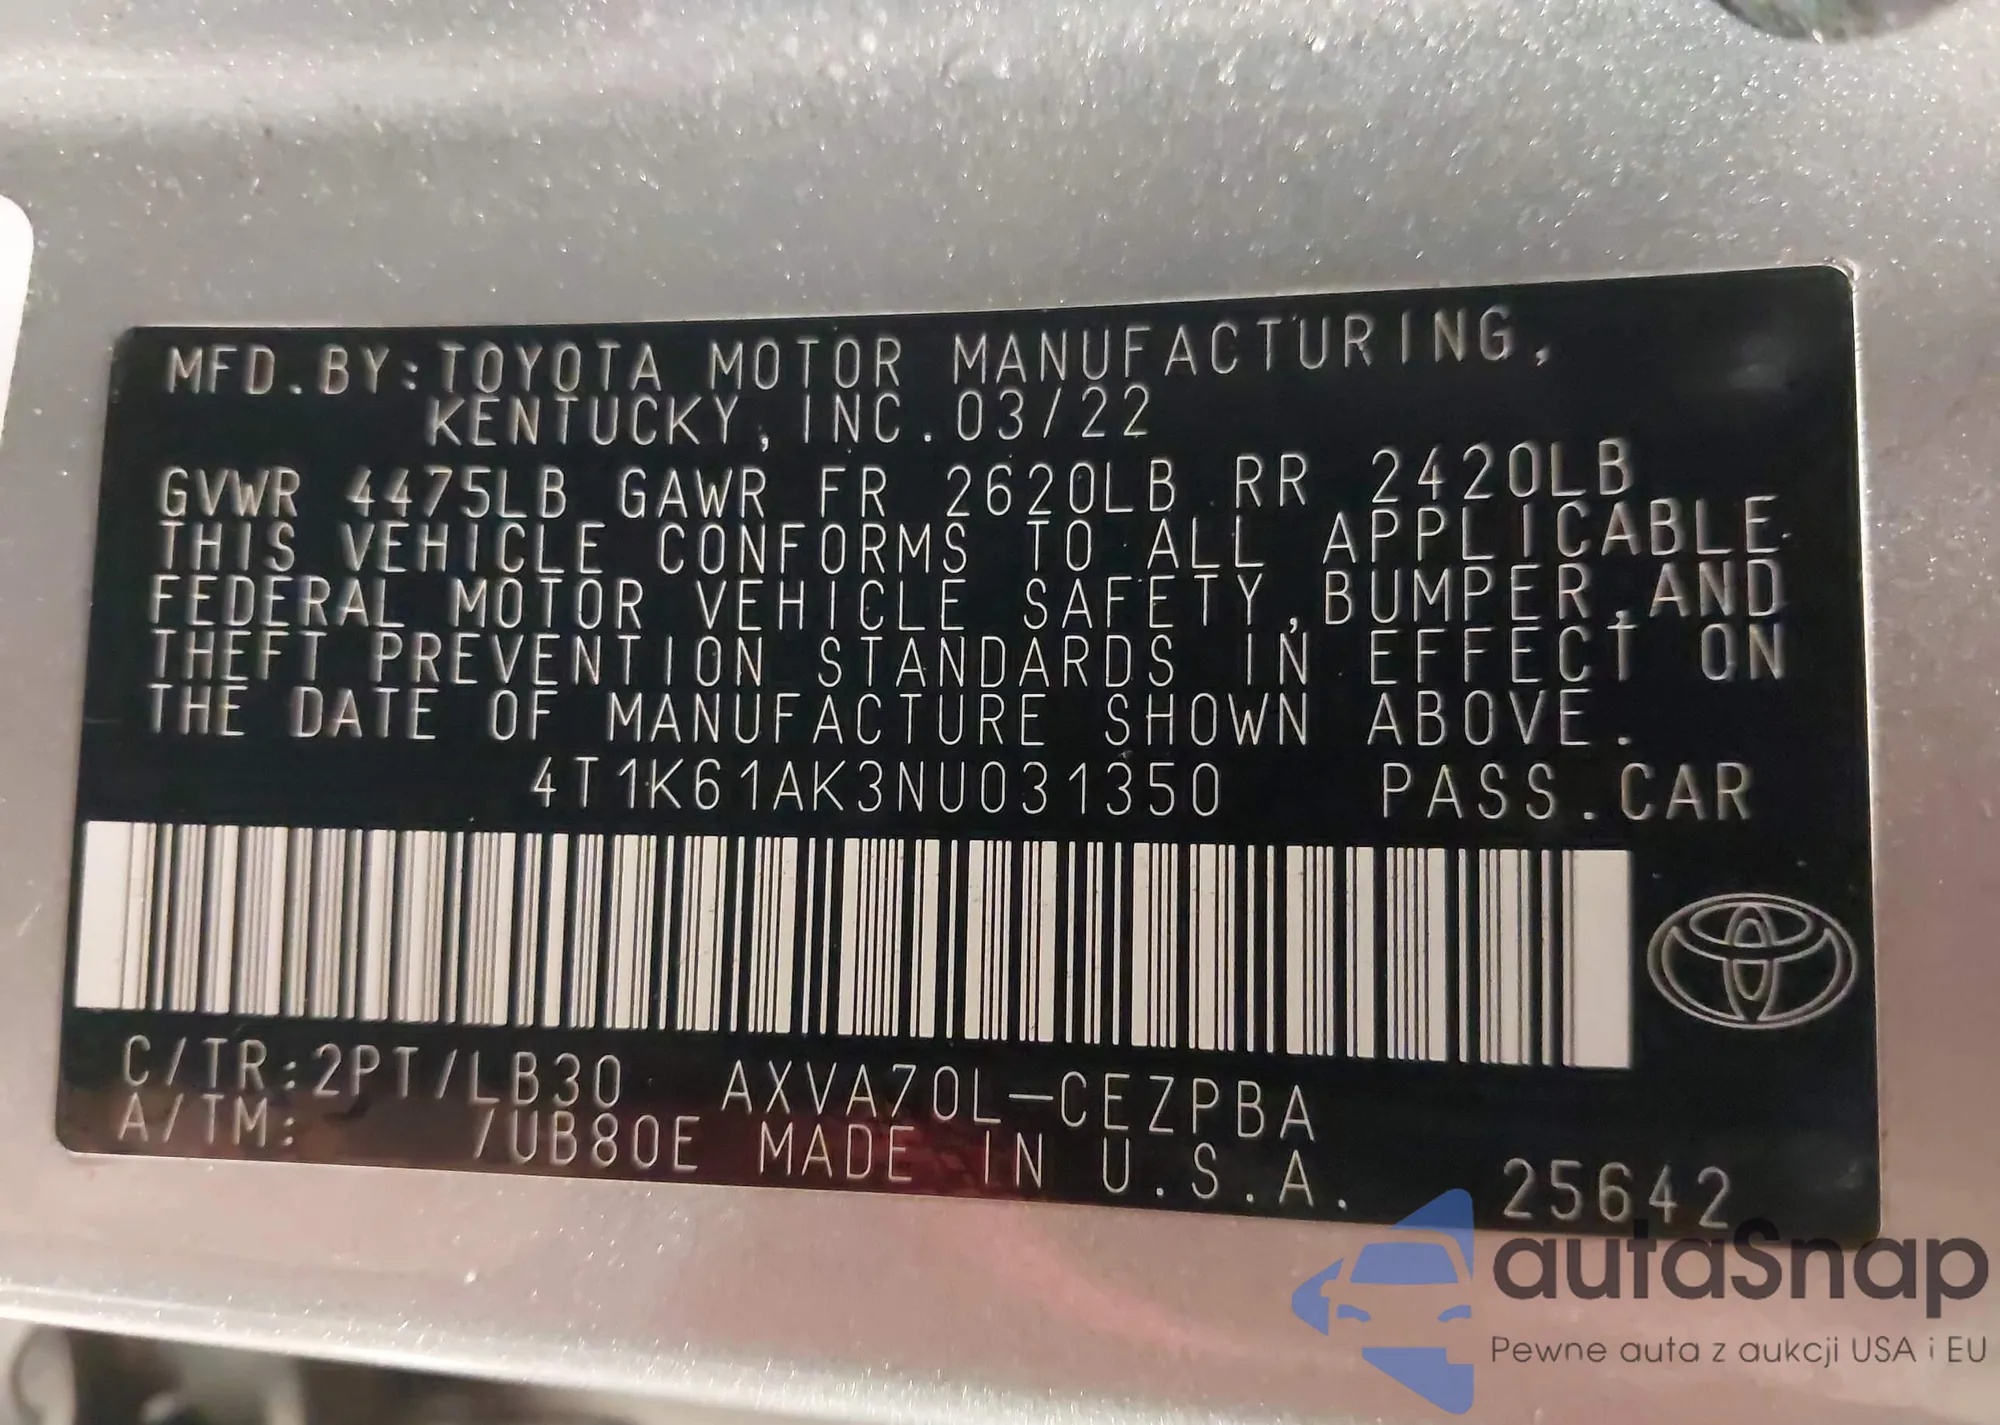 MFD.BY:TOYOTA MOTOR MANUFACTURING,
KENTUCKY, INC. 03/22
GVWR 4475LB GAWR FR 2620LB RR 2420LB
THIS VEHICLE CONFORMS TO ALL APPLICABLE
FEDERAL MOTOR VEHICLE SAFETY, BUMPER, AND
THEFT PREVENTION STANDARDS IN EFFECT ON
THE DATE OF MANUFACTURE SHOWN ABOVE.
4T1K61AK3NU031350 PASS.CAR
C/TR:2PT/LB30 AXVA70L-CEZPBA
A/TM: /UB80E MADE IN U.S.A. 25642
autaSnap
Pewne auta z aukcji USA i EU